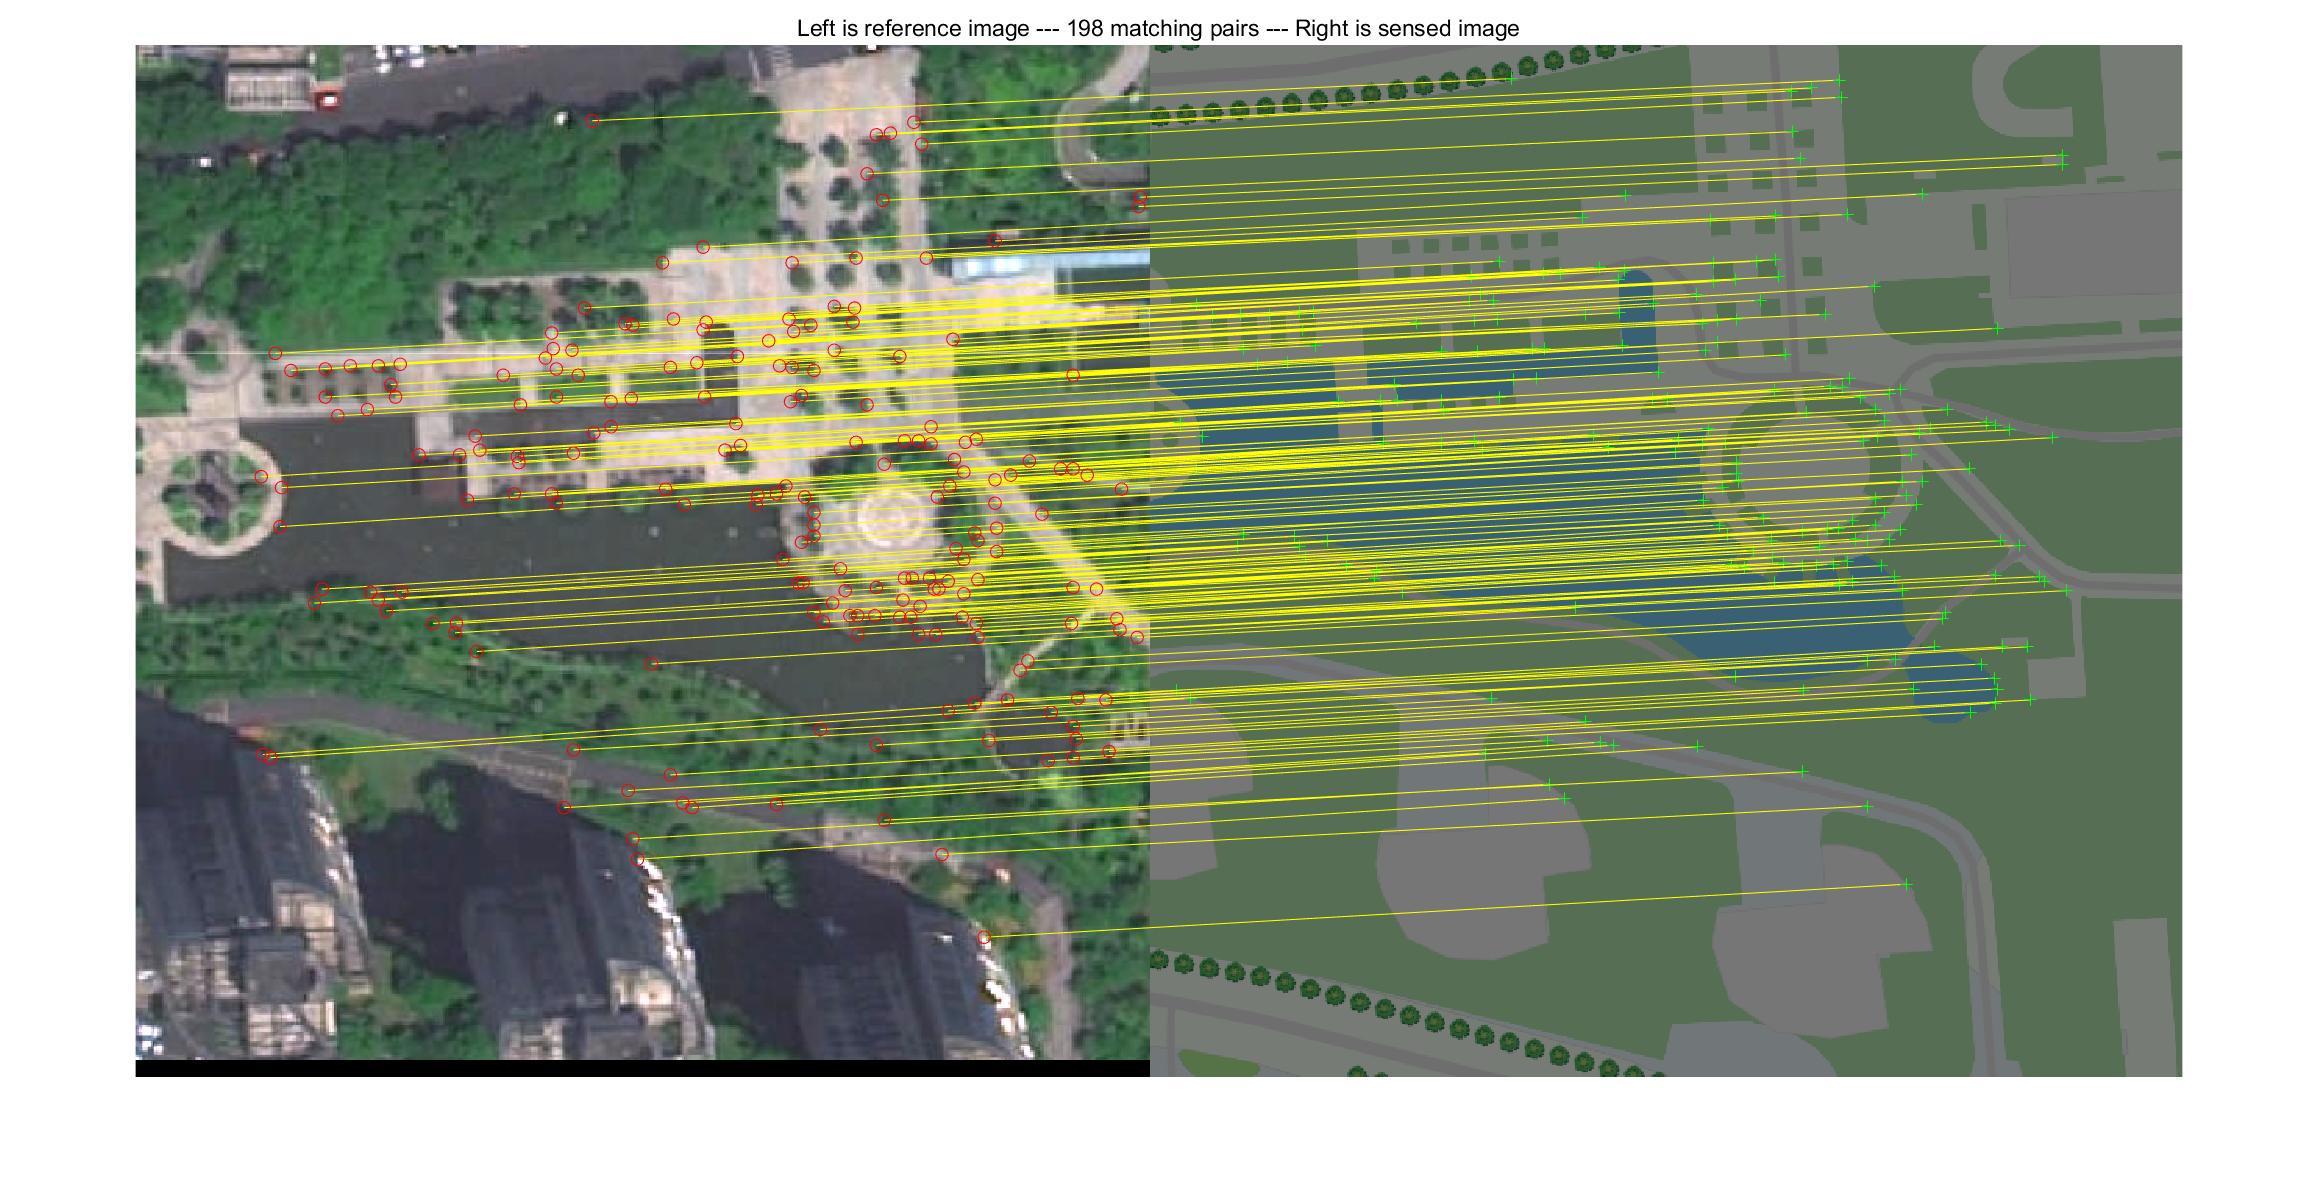 Left is reference image --- 198 matching pairs --- Right is sensed image